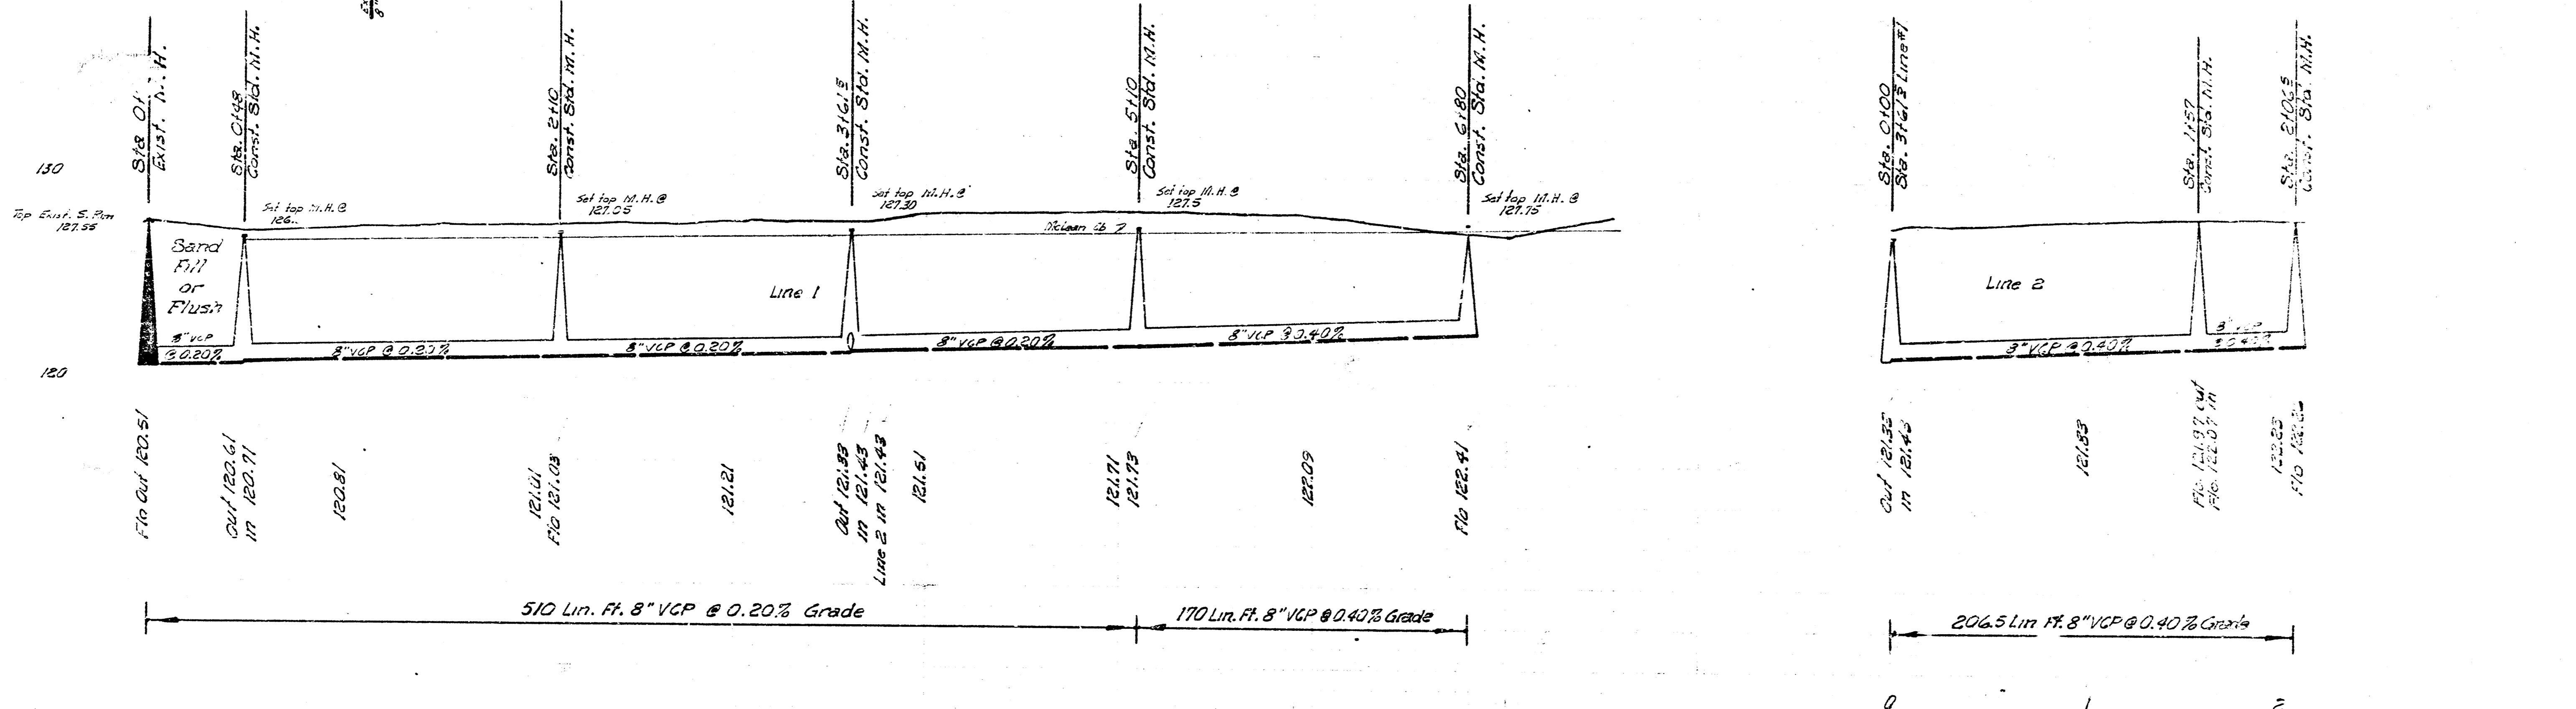 Exist. M. H.
Sta. 0+48
Const. Std. M. H.
Sta. 2+10
Const. Std. M. H.
Sta. 3+61.5
Const. Std. M. H.
Sta. 5+10
Const. Std. M. H.
Sta. 6+80
Const. Std. M. H.
Sta. 0+00
Sta. 3+61.5 Line #1
Sta. 1+57
Const. Std. M. H.
Sta. 2+06.5
Const. Std. M. H.
130
Top Exist. S.
127.55
Set top M. H. @
126.
Set top M. H. @
127.05
Set top M. H. @
127.30
Set top M. H. @
127.5
Set top M. H. @
127.75
Sand
Fill
or
Flush
Line 1
Line 2
8" VCP
@ 0.20%
8" VCP @ 0.20%
8" VCP @ 0.20%
8" VCP @ 0.20%
8" VCP @ 0.40%
8" VCP @ 0.40%
8" VCP
@ 0.40%
120
Flo Out 120.51
Out 120.61
In 120.71
120.81
121.01
Flo 121.03
121.21
Out 121.33
In 121.43
Line 2 in 121.43
121.51
121.71
121.73
122.09
Flo 122.41
Out 121.33
In 121.43
121.83
Flo. 121.97 out
Flo. 122.07 in
Flo
510 Lin. Ft. 8" VCP @ 0.20% Grade
170 Lin. Ft. 8" VCP @ 0.40% Grade
206.5 Lin Ft. 8" VCP @ 0.40% Grade
0
1
2